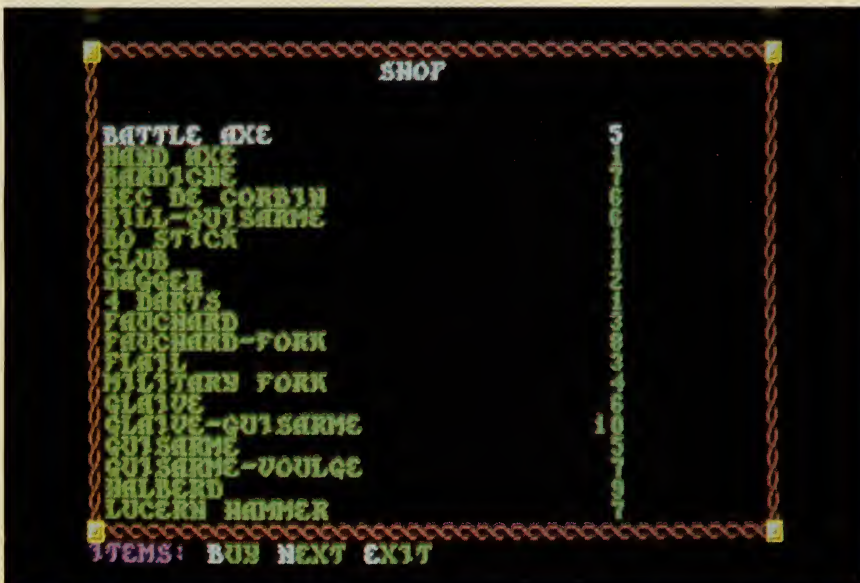 SHOP
BATTLE AXE 5
HAND AXE 1
BARDICHE 7
BEC DE CORBIN 6
BILL-GUISARME 6
BO STICK 1
CLUB 1
DAGGER 2
4 DARTS 1
FAUCHARD 3
FAUCHARD-FORK 8
FLAIL 3
MILITARY FORK 4
GLAIVE 6
GLAIVE-GUISARME 10
GUISARME 5
GUISARME-VOULGE 7
HALBERD 9
LUCERN HAMMER 7
ITEMS: BUY NEXT EXIT